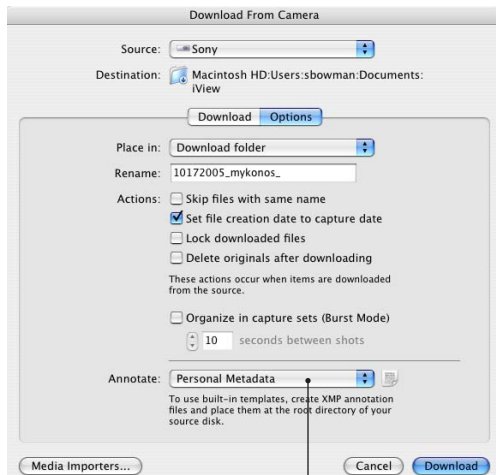 Download From Camera
Source: Sony
Destination: Macintosh HD:Users:sbowman:Documents:
iView
Download Options
Place in: Download folder
Rename: 10172005_mykonos_
Actions: Skip files with same name
Set file creation date to capture date
Lock downloaded files
Delete originals after downloading
These actions occur when items are downloaded
from the source.
Organize in capture sets (Burst Mode)
10 seconds between shots
Annotate: Personal Metadata
To use built-in templates, create XMP annotation
files and place them at the root directory of your
source disk.
Media Importers... Cancel Download